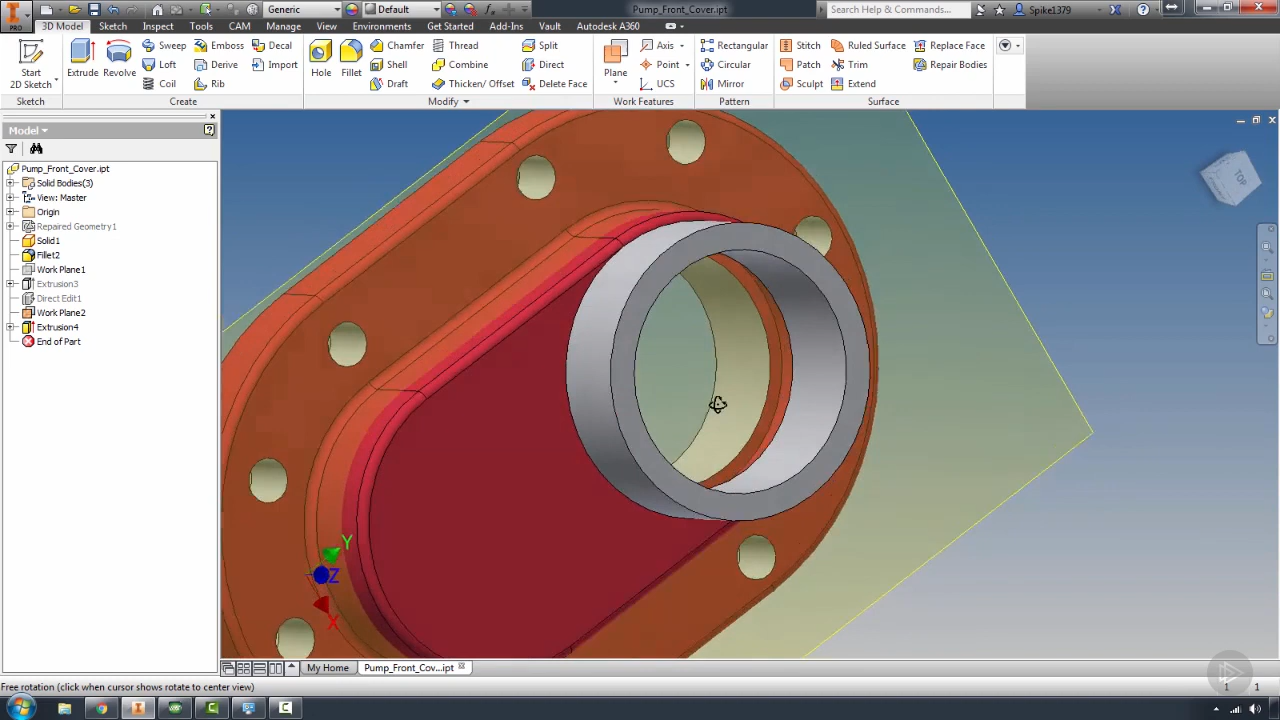 Generic Default Pump_Front_Cover.ipt Search Help & Commands... Spike1379
PRO 3D Model Sketch Inspect Tools CAM Manage View Environments Get Started Add-Ins Vault Autodesk A360
Sweep Emboss Decal Chamfer Thread Split Axis Rectangular Stitch Ruled Surface Replace Face
Start 2D Sketch Extrude Revolve Loft Derive Import Hole Fillet Shell Combine Direct Plane Point Circular Patch Trim Repair Bodies
Coil Rib Draft Thicken/ Offset Delete Face UCS Mirror Sculpt Extend
Sketch Create Modify Work Features Pattern Surface
Model
Pump_Front_Cover.ipt
Solid Bodies(3)
View: Master
Origin
Repaired Geometry1
Solid1
Fillet2
Work Plane1
Extrusion3
Direct Edit1
Work Plane2
Extrusion4
End of Part
TOP
Y
Z
X
My Home Pump_Front_Cov...ipt
Free rotation (click when cursor shows rotate to center view) 1 1